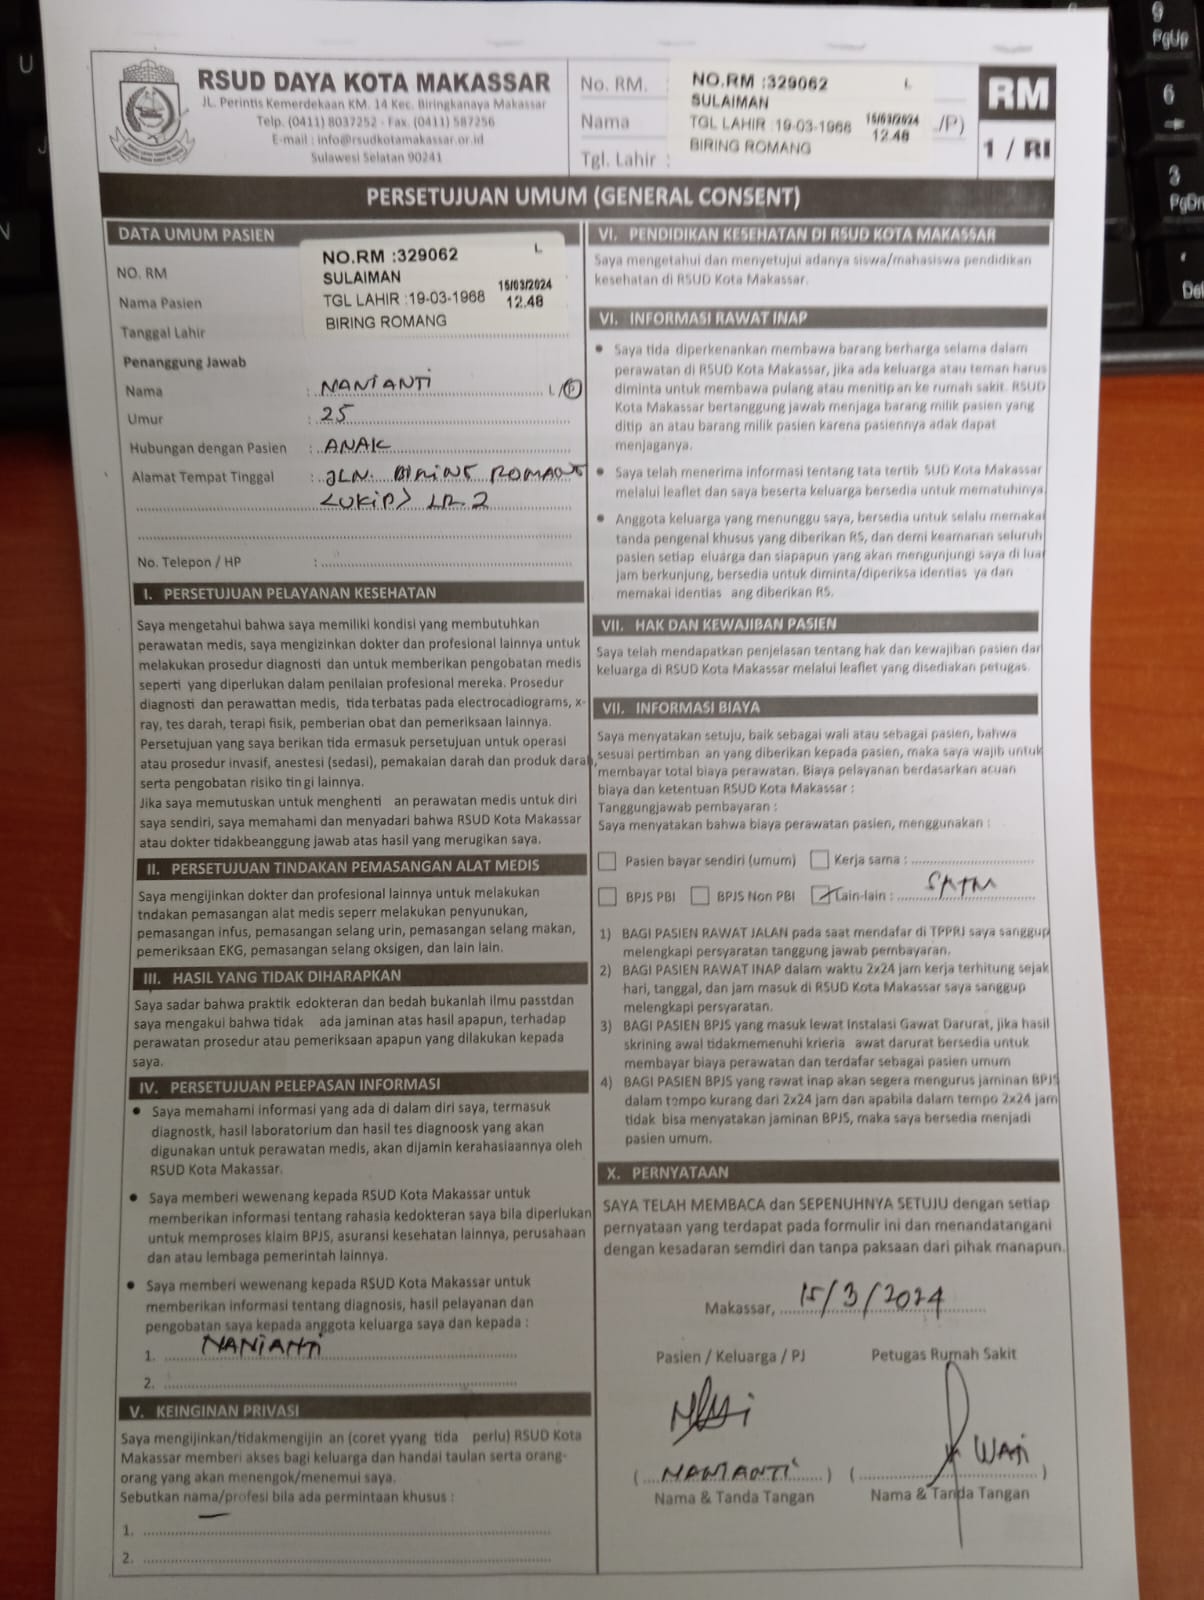 RSUD DAYA KOTA MAKASSAR
JL. Perintis Kemerdekaan KM. 14 Kec. Biringkanaya Makassar
Telp. (0411) 8037252 - Fax. (0411) 587256
E-mail : info@rsudkotamakassar.or.id
Sulawesi Selatan 90241
No. RM.
Nama
Tgl. Lahir :
NO.RM :329062 L
SULAIMAN
TGL LAHIR :19-03-1968 15/03/2024 12.48
BIRING ROMANG
/P)
RM
1 / RI
PERSETUJUAN UMUM (GENERAL CONSENT)
DATA UMUM PASIEN
NO. RM
Nama Pasien
Tanggal Lahir
NO.RM :329062 L
SULAIMAN
TGL LAHIR :19-03-1968 15/03/2024 12.48
BIRING ROMANG
Penanggung Jawab
Nama : NANIANTI L/P
Umur : 25
Hubungan dengan Pasien : ANAK
Alamat Tempat Tinggal : JLN. BIRING ROMANG
LR 2
No. Telepon / HP :
I. PERSETUJUAN PELAYANAN KESEHATAN
Saya mengetahui bahwa saya memiliki kondisi yang membutuhkan
perawatan medis, saya mengizinkan dokter dan profesional lainnya untuk
melakukan prosedur diagnosti dan untuk memberikan pengobatan medis
seperti yang diperlukan dalam penilaian profesional mereka. Prosedur
diagnosti dan perawattan medis, tida terbatas pada electrocadiograms, x-
ray, tes darah, terapi fisik, pemberian obat dan pemeriksaan lainnya.
Persetujuan yang saya berikan tida ermasuk persetujuan untuk operasi
atau prosedur invasif, anestesi (sedasi), pemakaian darah dan produk darah,
serta pengobatan risiko tin gi lainnya.
Jika saya memutuskan untuk menghenti an perawatan medis untuk diri
saya sendiri, saya memahami dan menyadari bahwa RSUD Kota Makassar
atau dokter tidakbeanggung jawab atas hasil yang merugikan saya.
II. PERSETUJUAN TINDAKAN PEMASANGAN ALAT MEDIS
Saya mengijinkan dokter dan profesional lainnya untuk melakukan
tndakan pemasangan alat medis seperr melakukan penyunukan,
pemasangan infus, pemasangan selang urin, pemasangan selang makan,
pemeriksaan EKG, pemasangan selang oksigen, dan lain lain.
III. HASIL YANG TIDAK DIHARAPKAN
Saya sadar bahwa praktik edokteran dan bedah bukanlah ilmu passtdan
saya mengakui bahwa tidak ada jaminan atas hasil apapun, terhadap
perawatan prosedur atau pemeriksaan apapun yang dilakukan kepada
saya.
IV. PERSETUJUAN PELEPASAN INFORMASI
• Saya memahami informasi yang ada di dalam diri saya, termasuk
diagnostk, hasil laboratorium dan hasil tes diagnoosk yang akan
digunakan untuk perawatan medis, akan dijamin kerahasiaannya oleh
RSUD Kota Makassar.
• Saya memberi wewenang kepada RSUD Kota Makassar untuk
memberikan informasi tentang rahasia kedokteran saya bila diperlukan
untuk memproses klaim BPJS, asuransi kesehatan lainnya, perusahaan
dan atau lembaga pemerintah lainnya.
• Saya memberi wewenang kepada RSUD Kota Makassar untuk
memberikan informasi tentang diagnosis, hasil pelayanan dan
pengobatan saya kepada anggota keluarga saya dan kepada :
1. NANIANTI
2.
V. KEINGINAN PRIVASI
Saya mengijinkan/tidakmengijin an (coret yyang tida perlu) RSUD Kota
Makassar memberi akses bagi keluarga dan handai taulan serta orang-
orang yang akan menengok/menemui saya.
Sebutkan nama/profesi bila ada permintaan khusus :
1.
2.
VI. PENDIDIKAN KESEHATAN DI RSUD KOTA MAKASSAR
Saya mengetahui dan menyetujui adanya siswa/mahasiswa pendidikan
kesehatan di RSUD Kota Makassar.
VI. INFORMASI RAWAT INAP
• Saya tida diperkenankan membawa barang berharga selama dalam
perawatan di RSUD Kota Makassar, jika ada keluarga atau teman harus
diminta untuk membawa pulang atau menitip an ke rumah sakit. RSUD
Kota Makassar bertanggung jawab menjaga barang milik pasien yang
ditip an atau barang milik pasien karena pasiennya adak dapat
menjaganya.
• Saya telah menerima informasi tentang tata tertib SUD Kota Makassar
melalui leaflet dan saya beserta keluarga bersedia untuk mematuhinya
• Anggota keluarga yang menunggu saya, bersedia untuk selalu memakai
tanda pengenal khusus yang diberikan RS, dan demi keamanan seluruh
pasien setiap eluarga dan siapapun yang akan mengunjungi saya di luar
jam berkunjung, bersedia untuk diminta/diperiksa identias ya dan
memakai identias ang diberikan RS.
VII. HAK DAN KEWAJIBAN PASIEN
Saya telah mendapatkan penjelasan tentang hak dan kewajiban pasien dar
keluarga di RSUD Kota Makassar melalui leaflet yang disediakan petugas.
VII. INFORMASI BIAYA
Saya menyatakan setuju, baik sebagai wali atau sebagai pasien, bahwa
sesuai pertimban an yang diberikan kepada pasien, maka saya wajib untuk
membayar total biaya perawatan. Biaya pelayanan berdasarkan acuan
biaya dan ketentuan RSUD Kota Makassar :
Tanggungjawab pembayaran :
Saya menyatakan bahwa biaya perawatan pasien, menggunakan :
Pasien bayar sendiri (umum) Kerja sama :
BPJS PBI BPJS Non PBI Lain-lain : SKTM
1) BAGI PASIEN RAWAT JALAN pada saat mendafar di TPPRJ saya sanggup
melengkapi persyaratan tanggung jawab pembayaran.
2) BAGI PASIEN RAWAT INAP dalam waktu 2x24 jam kerja terhitung sejak
hari, tanggal, dan jam masuk di RSUD Kota Makassar saya sanggup
melengkapi persyaratan.
3) BAGI PASIEN BPJS yang masuk lewat Instalasi Gawat Darurat, jika hasil
skrining awal tidakmemenuhi krieria awat darurat bersedia untuk
membayar biaya perawatan dan terdafar sebagai pasien umum
4) BAGI PASIEN BPJS yang rawat inap akan segera mengurus jaminan BPJS
dalam tempo kurang dari 2x24 jam dan apabila dalam tempo 2x24 jam
tidak bisa menyatakan jaminan BPJS, maka saya bersedia menjadi
pasien umum.
X. PERNYATAAN
SAYA TELAH MEMBACA dan SEPENUHNYA SETUJU dengan setiap
pernyataan yang terdapat pada formulir ini dan menandatangani
dengan kesadaran semdiri dan tanpa paksaan dari pihak manapun.
Makassar, 15/3/2024
Pasien / Keluarga / PJ Petugas Rumah Sakit
( NANIANTI ) ( )
Nama & Tanda Tangan Nama & Tanda Tangan
U
N
9
PgUp
6
3
PgDn
Del